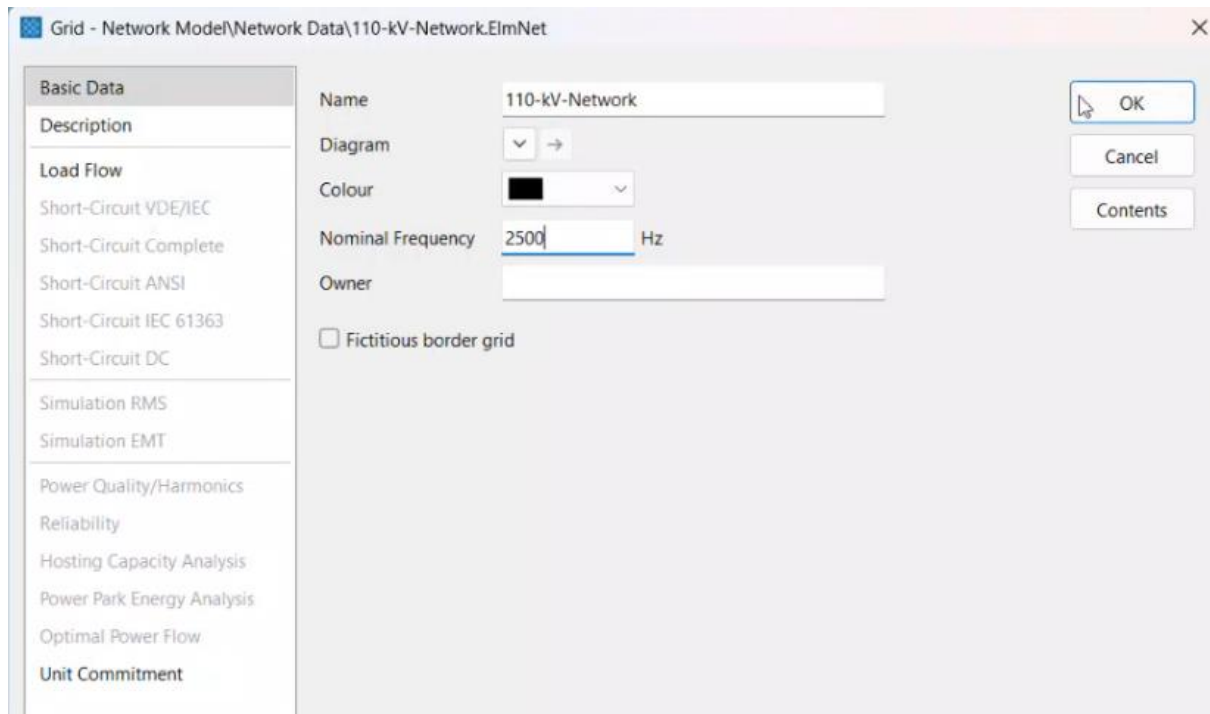 Grid - Network Model\Network Data\110-kV-Network.ElmNet
Basic Data
Description
Load Flow
Short-Circuit VDE/IEC
Short-Circuit Complete
Short-Circuit ANSI
Short-Circuit IEC 61363
Short-Circuit DC
Simulation RMS
Simulation EMT
Power Quality/Harmonics
Reliability
Hosting Capacity Analysis
Power Park Energy Analysis
Optimal Power Flow
Unit Commitment
Name 110-kV-Network
Diagram
Colour
Nominal Frequency 2500 Hz
Owner
Fictitious border grid
OK
Cancel
Contents